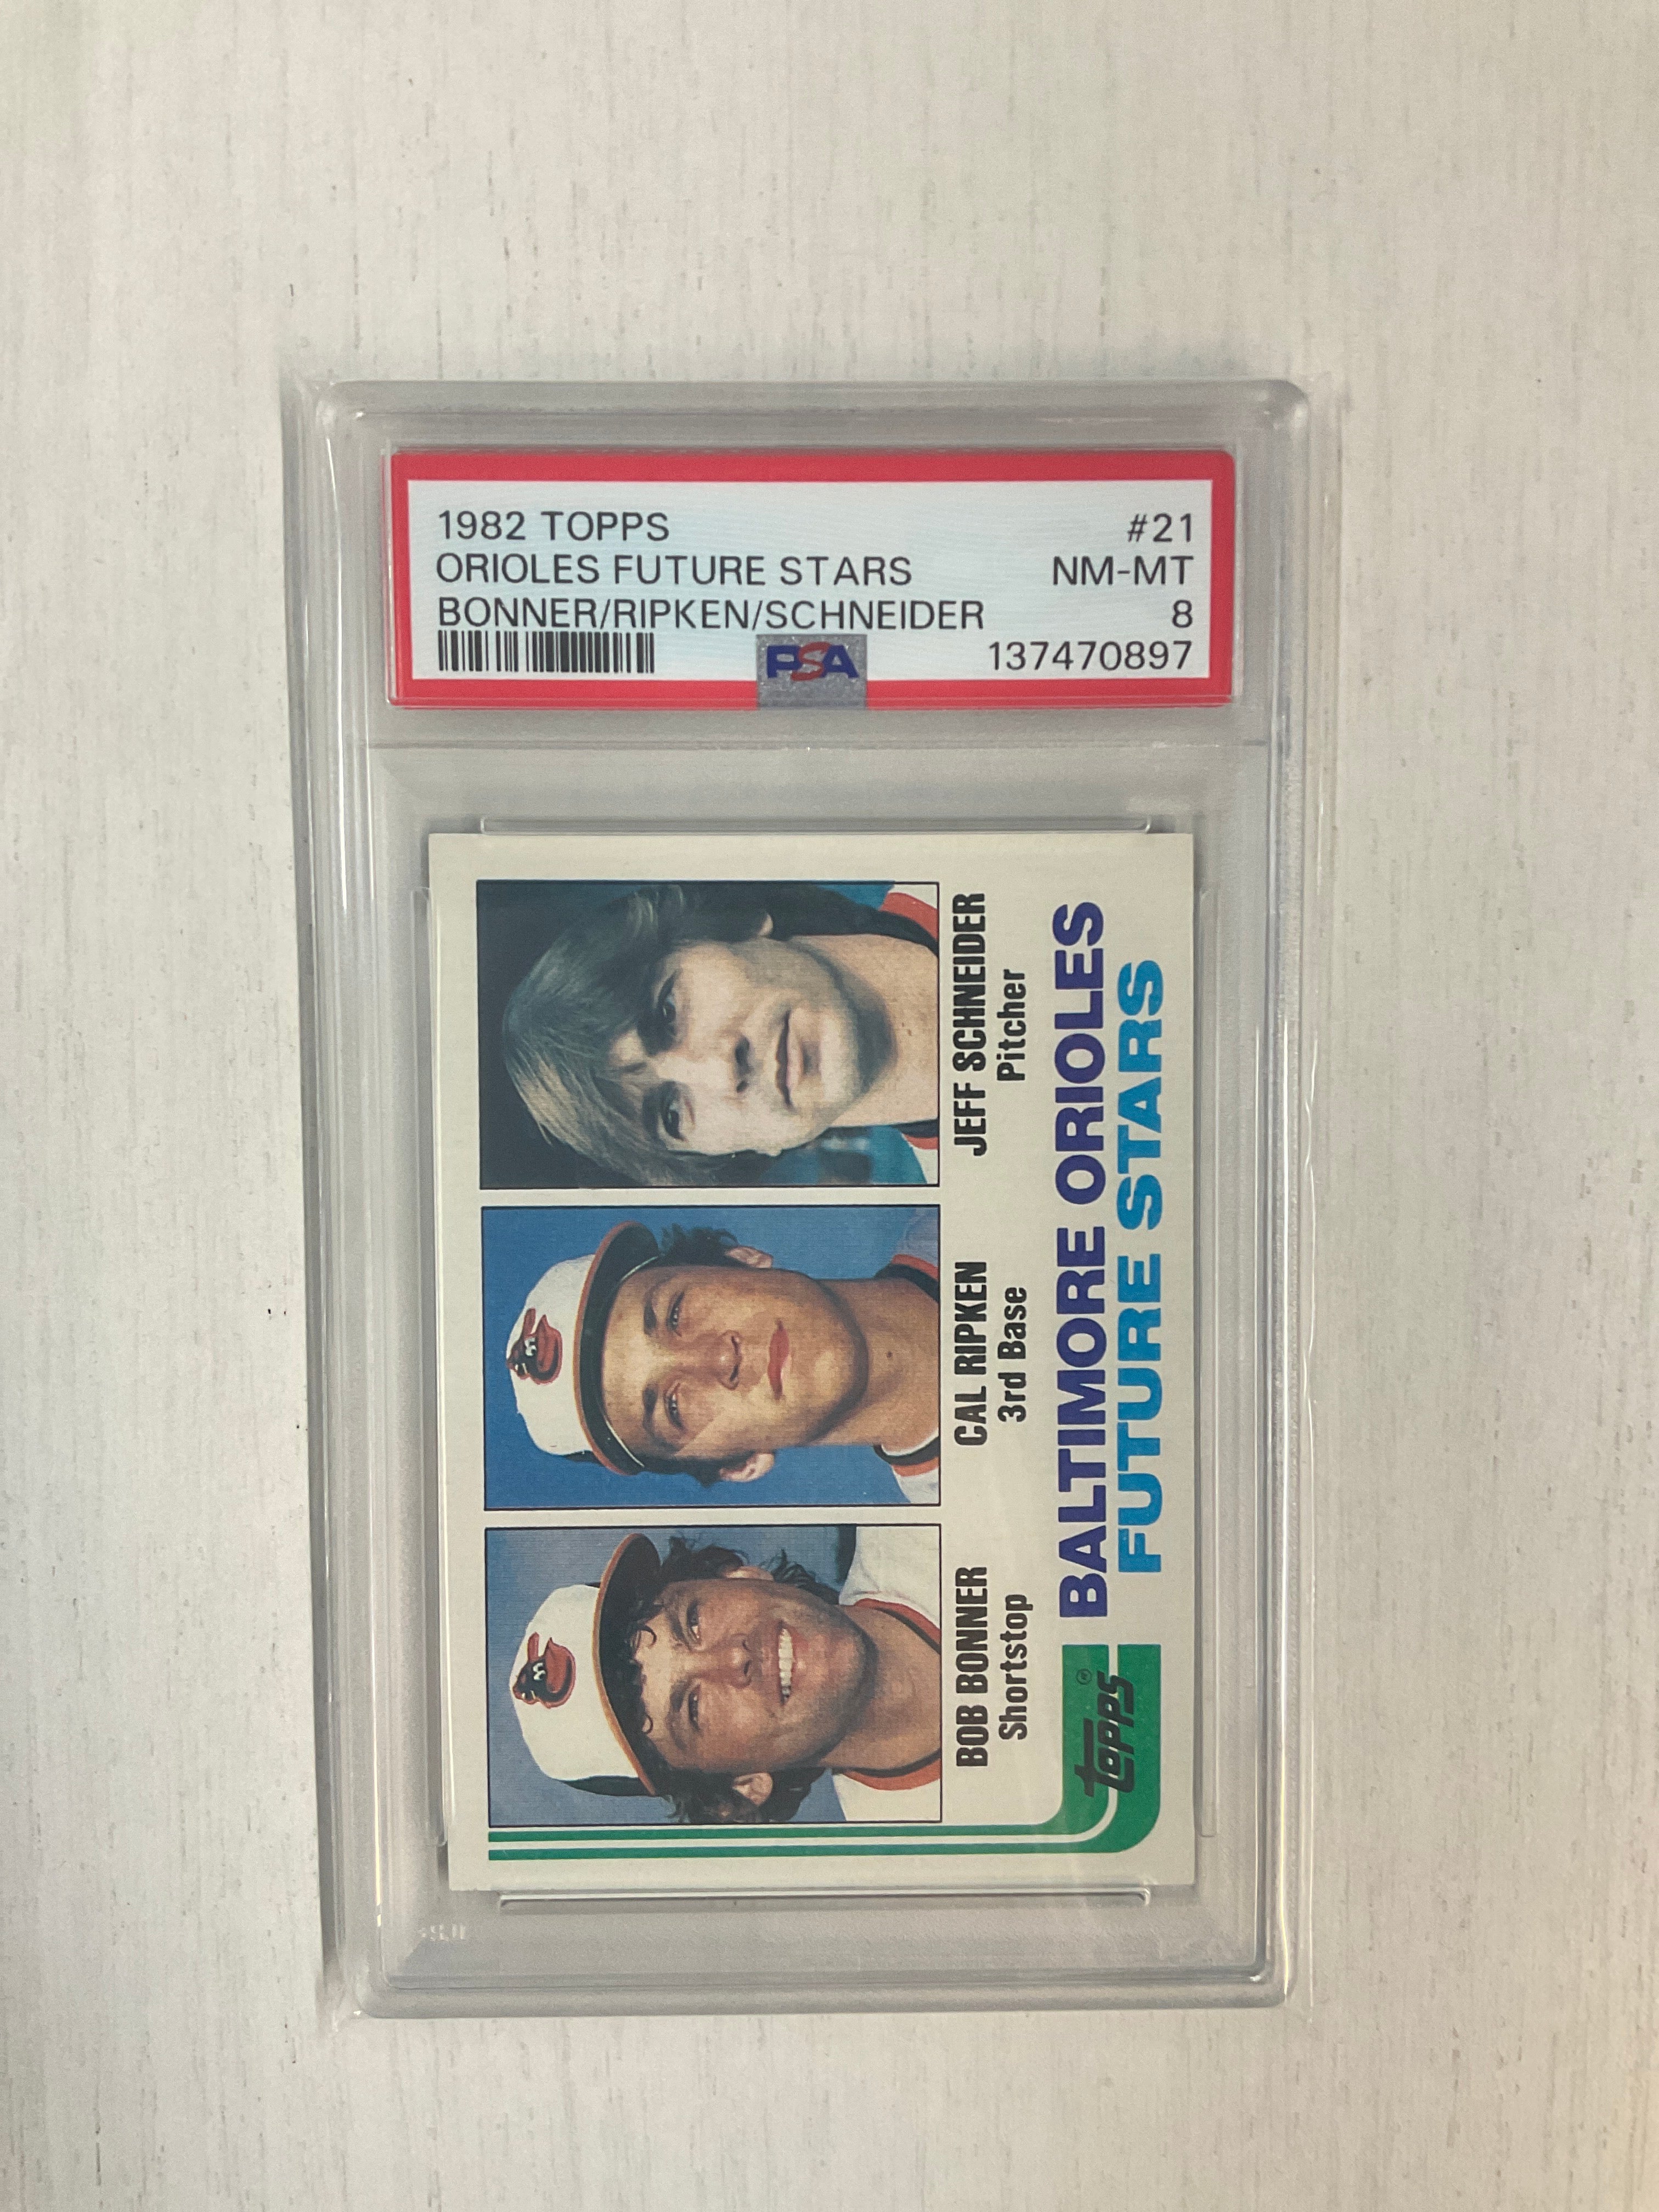 1982 TOPPS #21
ORIOLES FUTURE STARS NM-MT
BONNER/RIPKEN/SCHNEIDER 8
PSA 137470897
BOB BONNER
Shortstop
CAL RIPKEN
3rd Base
JEFF SCHNEIDER
Pitcher
topps®
BALTIMORE ORIOLES
FUTURE STARS